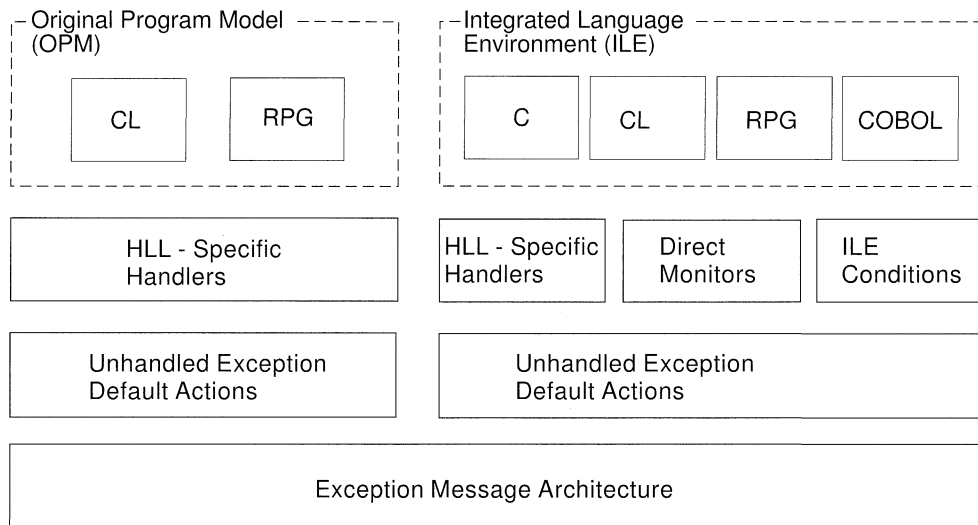 Original Program Model
(OPM)
CL
RPG
Integrated Language
Environment (ILE)
C
CL
RPG
COBOL
HLL - Specific
Handlers
HLL - Specific
Handlers
Direct
Monitors
ILE
Conditions
Unhandled Exception
Default Actions
Unhandled Exception
Default Actions
Exception Message Architecture